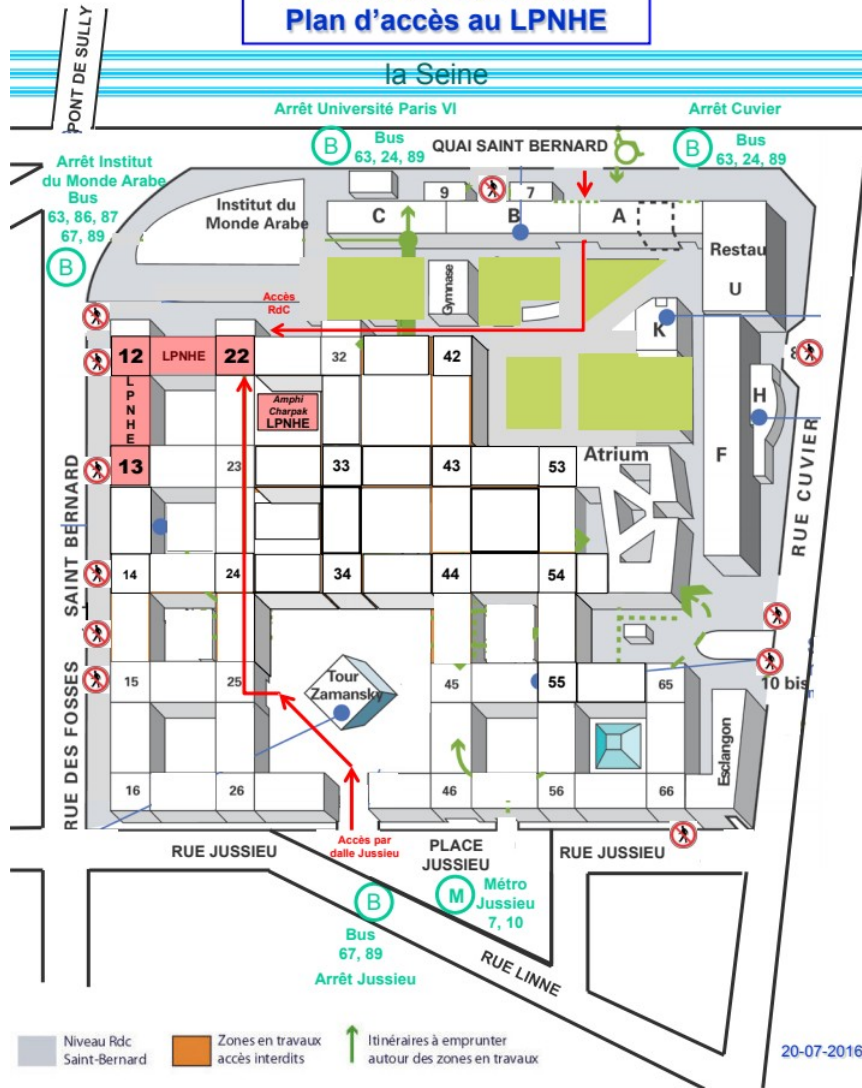 Plan d'accès au LPNHE
PONT DE SULLY
la Seine
Arrêt Université Paris VI
Arrêt Cuvier
B
Bus
63, 24, 89
QUAI SAINT BERNARD
B
Bus
63, 24, 89
Arrêt Institut
du Monde Arabe
Bus
63, 86, 87
67, 89
B
Institut du
Monde Arabe
9
7
C
B
A
Restau
U
Gymnase
Accès
RdC
K
12
LPNHE
22
32
42
LPNHE
Amphi
Charpak
LPNHE
H
13
23
33
43
53
Atrium
F
RUE CUVIER
14
24
34
44
54
RUE DES FOSSES SAINT BERNARD
15
25
Tour
Zamansky
45
55
65
10 bis
16
26
46
56
66
Esclangon
Accès par
dalle Jussieu
RUE JUSSIEU
PLACE
JUSSIEU
RUE JUSSIEU
B
Bus
67, 89
Arrêt Jussieu
M
Métro
Jussieu
7, 10
RUE LINNE
Niveau Rdc
Saint-Bernard
Zones en travaux
accès interdits
Itinéraires à emprunter
autour des zones en travaux
20-07-2016